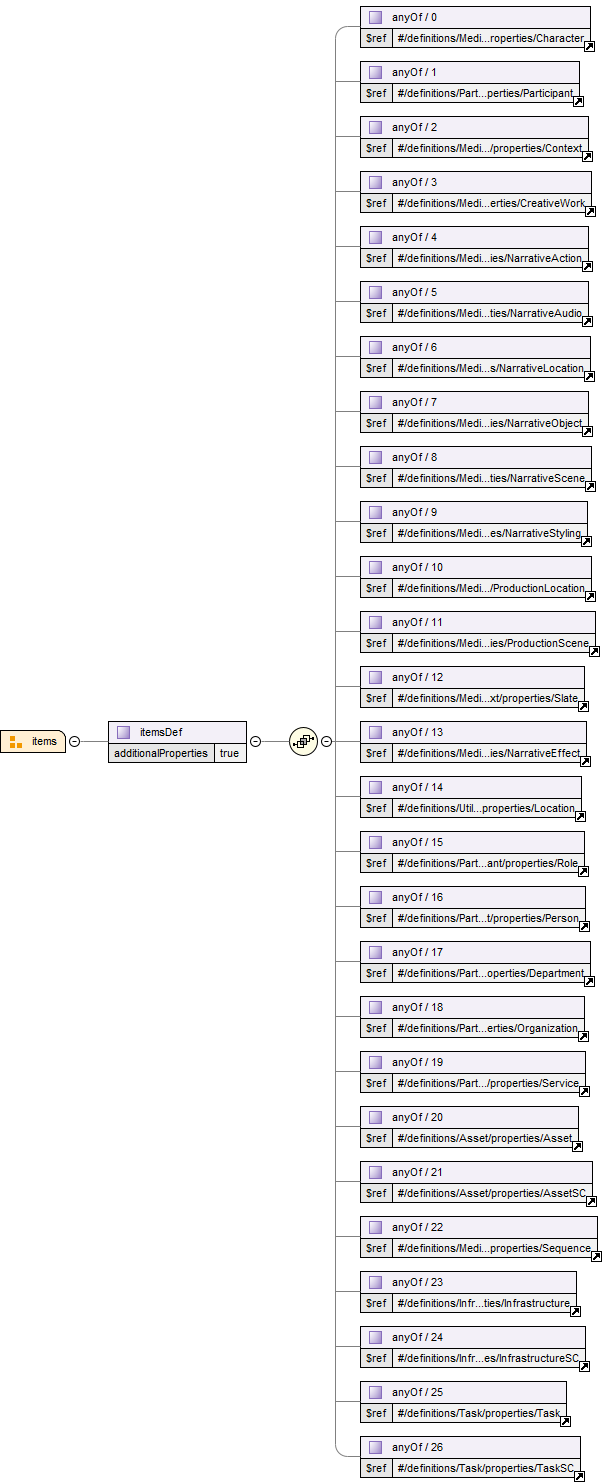 anyOf / 0
$ref #/definitions/Medi...roperties/Character
anyOf / 1
$ref #/definitions/Part...perties/Participant
anyOf / 2
$ref #/definitions/Medi.../properties/Context
anyOf / 3
$ref #/definitions/Medi...erties/CreativeWork
anyOf / 4
$ref #/definitions/Medi...ies/NarrativeAction
anyOf / 5
$ref #/definitions/Medi...ties/NarrativeAudio
anyOf / 6
$ref #/definitions/Medi...s/NarrativeLocation
anyOf / 7
$ref #/definitions/Medi...ies/NarrativeObject
anyOf / 8
$ref #/definitions/Medi...ties/NarrativeScene
anyOf / 9
$ref #/definitions/Medi...es/NarrativeStyling
anyOf / 10
$ref #/definitions/Medi.../ProductionLocation
anyOf / 11
$ref #/definitions/Medi...ies/ProductionScene
anyOf / 12
$ref #/definitions/Medi...xt/properties/Slate
items
itemsDef
additionalProperties true
anyOf / 13
$ref #/definitions/Medi...ies/NarrativeEffect
anyOf / 14
$ref #/definitions/Util...properties/Location
anyOf / 15
$ref #/definitions/Part...ant/properties/Role
anyOf / 16
$ref #/definitions/Part...t/properties/Person
anyOf / 17
$ref #/definitions/Part...operties/Department
anyOf / 18
$ref #/definitions/Part...erties/Organization
anyOf / 19
$ref #/definitions/Part.../properties/Service
anyOf / 20
$ref #/definitions/Asset/properties/Asset
anyOf / 21
$ref #/definitions/Asset/properties/AssetSC
anyOf / 22
$ref #/definitions/Medi...properties/Sequence
anyOf / 23
$ref #/definitions/Infr...ties/Infrastructure
anyOf / 24
$ref #/definitions/Infr...es/InfrastructureSC
anyOf / 25
$ref #/definitions/Task/properties/Task
anyOf / 26
$ref #/definitions/Task/properties/TaskSC